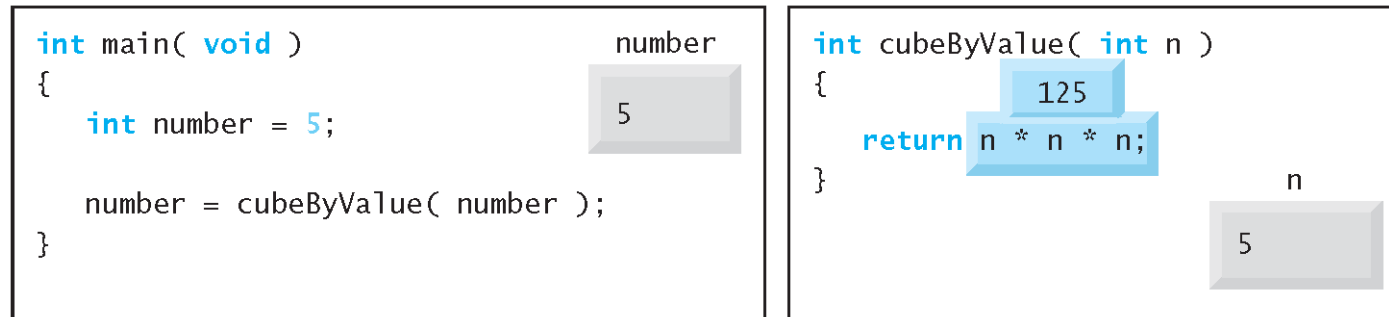 int main( void )
{
int number = 5;
number = cubeByValue( number );
}
number
5
int cubeByValue( int n )
{
125
return n * n * n;
}
n
5